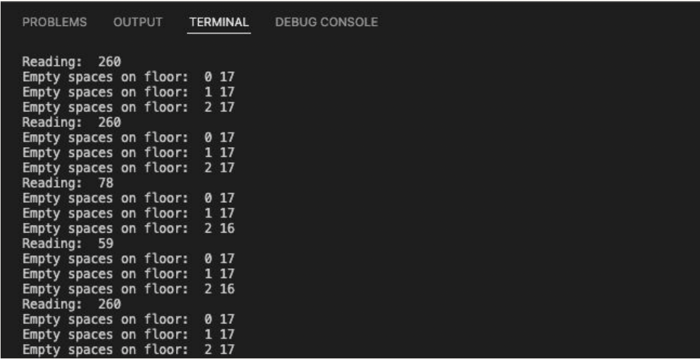 PROBLEMS OUTPUT TERMINAL DEBUG CONSOLE
Reading:  260
Empty spaces on floor:  0 17
Empty spaces on floor:  1 17
Empty spaces on floor:  2 17
Reading:  260
Empty spaces on floor:  0 17
Empty spaces on floor:  1 17
Empty spaces on floor:  2 17
Reading:  78
Empty spaces on floor:  0 17
Empty spaces on floor:  1 17
Empty spaces on floor:  2 16
Reading:  59
Empty spaces on floor:  0 17
Empty spaces on floor:  1 17
Empty spaces on floor:  2 16
Reading:  260
Empty spaces on floor:  0 17
Empty spaces on floor:  1 17
Empty spaces on floor:  2 17